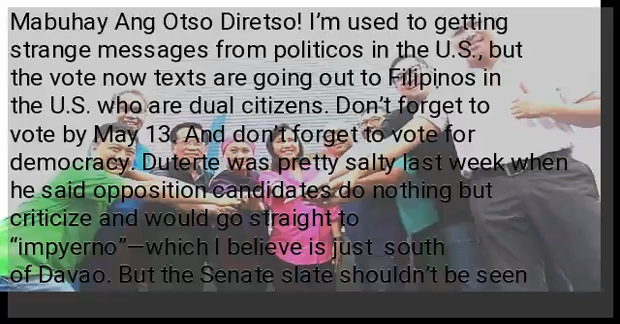 Mabuhay Ang Otso Diretso! I’m used to getting
strange messages from politicos in the U.S., but
the vote now texts are going out to Filipinos in
the U.S. who are dual citizens. Don’t forget to
vote by May 13. And don’t forget to vote for
democracy. Duterte was pretty salty last week when
he said opposition candidates do nothing but
criticize and would go straight to
“impyerno”—which I believe is just south
of Davao. But the Senate slate shouldn’t be seen